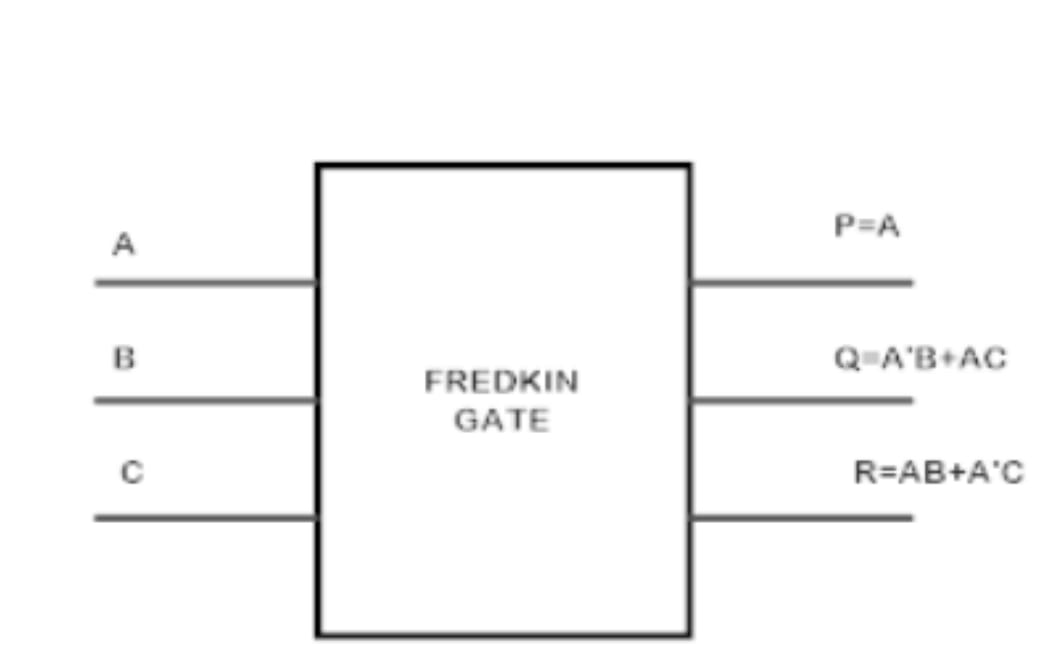 A
P=A
B
Q=A'B+AC
FREDKIN
GATE
C
R=AB+A'C